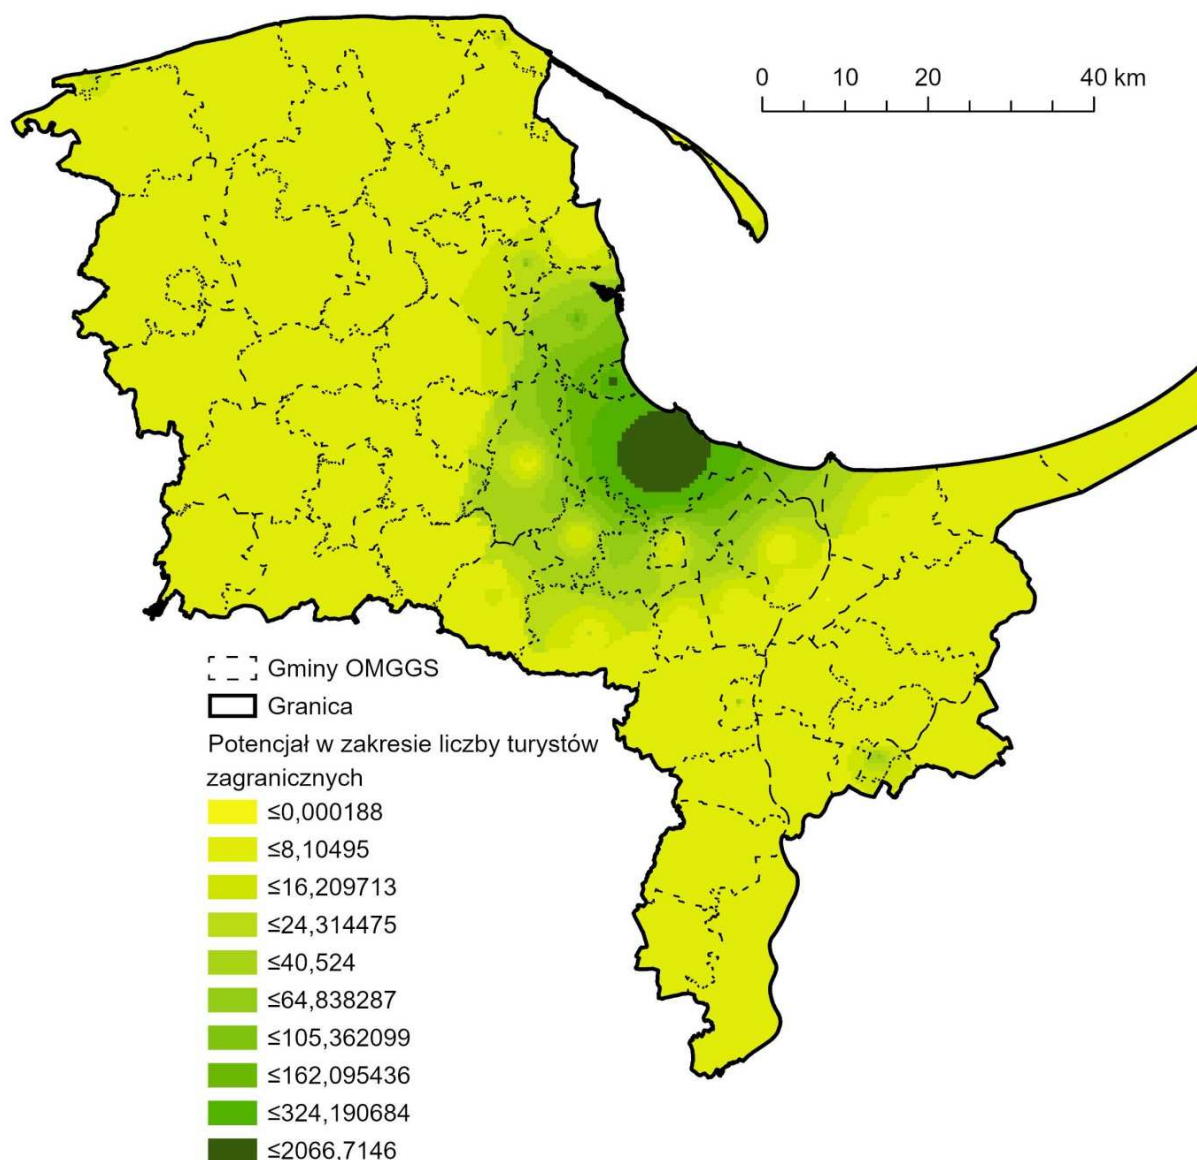 0 10 20 40 km
Gminy OMGGS
Granica
Potencjał w zakresie liczby turystów
zagranicznych
≤0,000188
≤8,10495
≤16,209713
≤24,314475
≤40,524
≤64,838287
≤105,362099
≤162,095436
≤324,190684
≤2066,7146